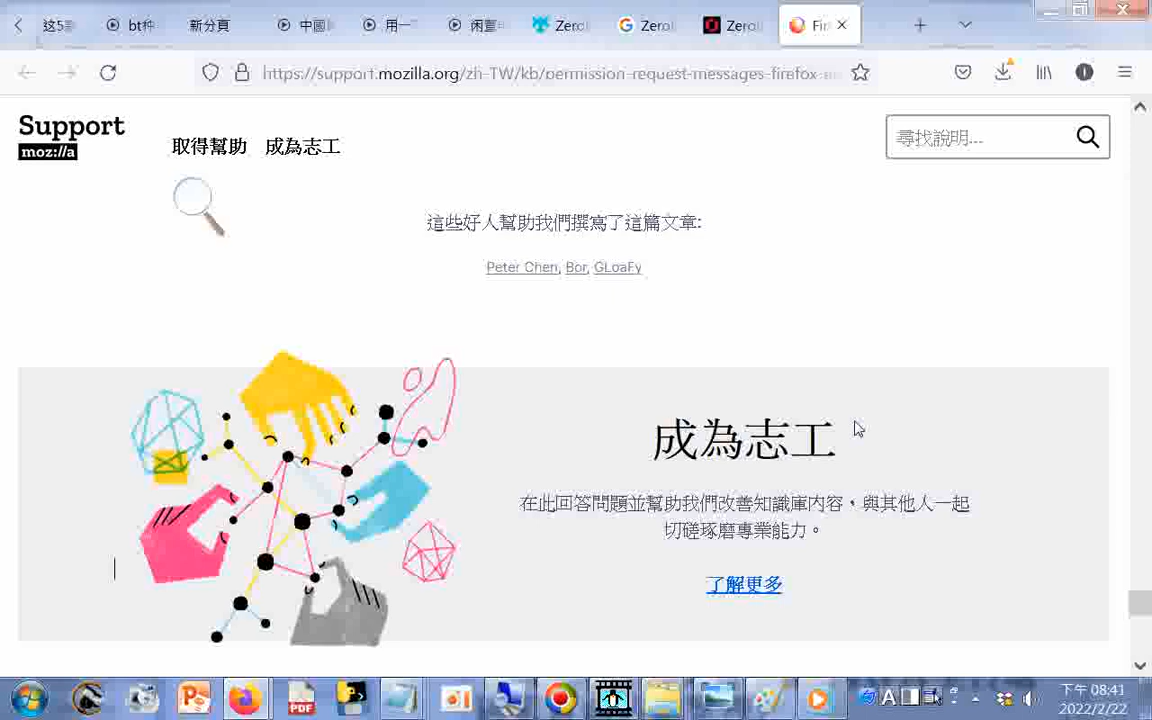 这5
bt种
新分頁
中國
用一
闲置
Zero
Zerol
Zero
Fir
https://support.mozilla.org/zh-TW/kb/permission-request-messages-firefox-an
Support
moz://a
取得幫助 成為志工
尋找說明...
這些好人幫助我們撰寫了這篇文章:
Peter Chen, Bor, GLoaFy
成為志工
在此回答問題並幫助我們改善知識庫內容，與其他人一起
切磋琢磨專業能力。
了解更多
PDF
A
下午 08:41
2022/2/22